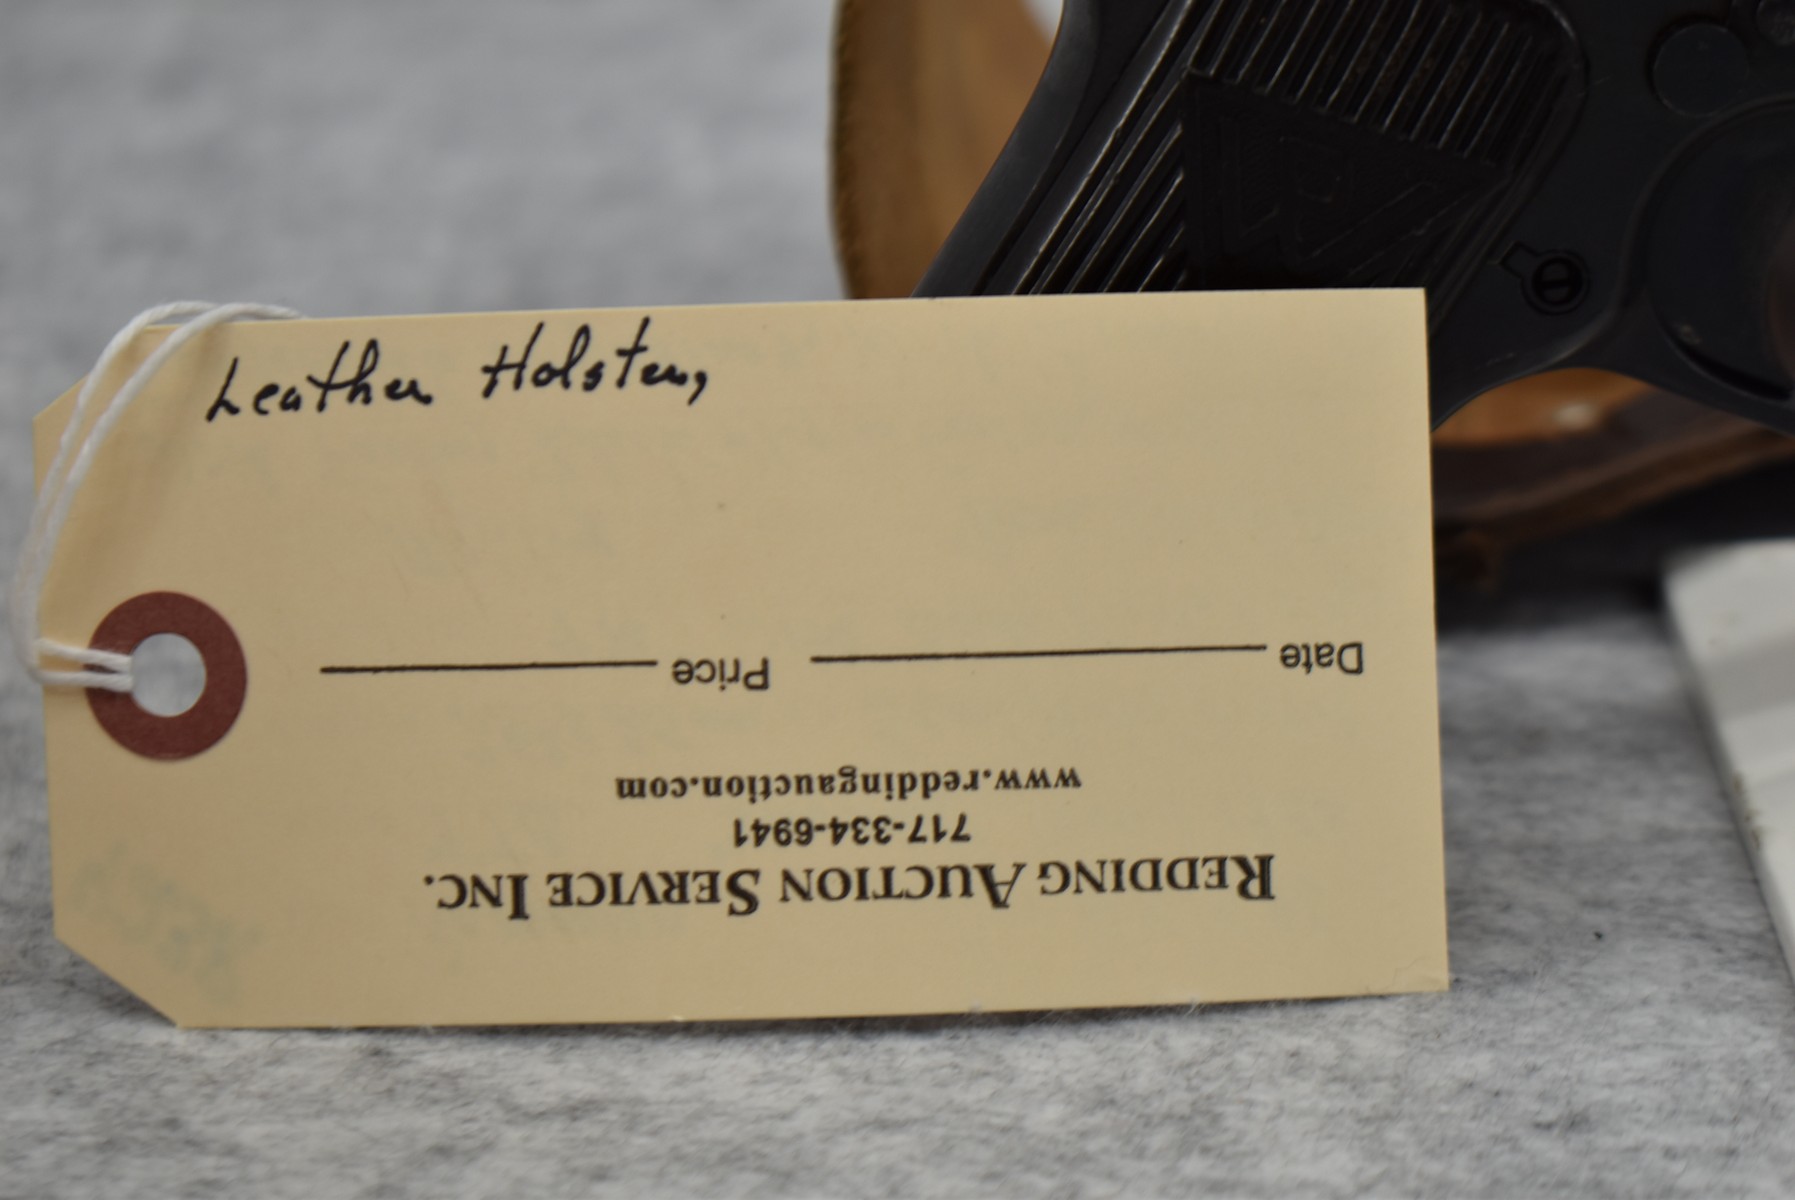 Leather Holster,
REDDING AUCTION SERVICE INC.
717-334-6941
www.reddingauction.com
Date Price